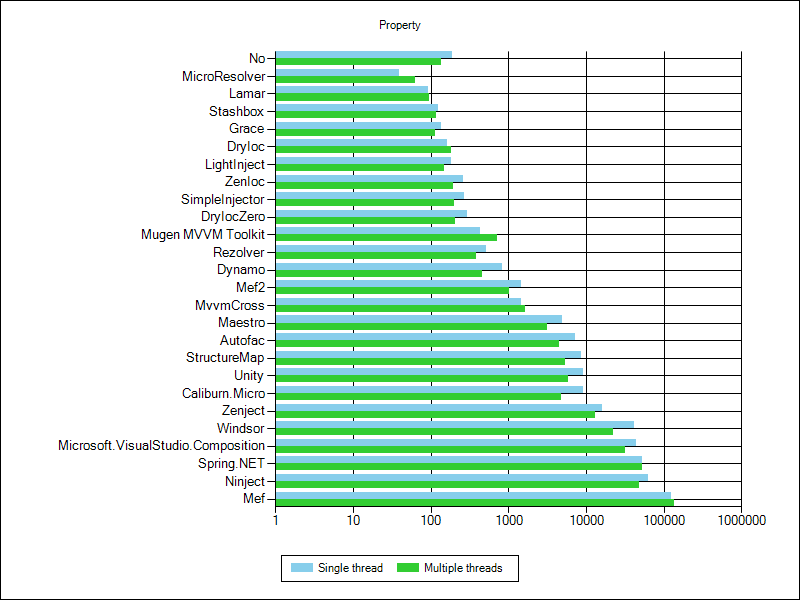 Property
No
MicroResolver
Lamar
Stashbox
Grace
DryIoc
LightInject
ZenIoc
SimpleInjector
DryIocZero
Mugen MVVM Toolkit
Rezolver
Dynamo
Mef2
MvvmCross
Maestro
Autofac
StructureMap
Unity
Caliburn.Micro
Zenject
Windsor
Microsoft.VisualStudio.Composition
Spring.NET
Ninject
Mef
1 10 100 1000 10000 100000 1000000
Single thread Multiple threads